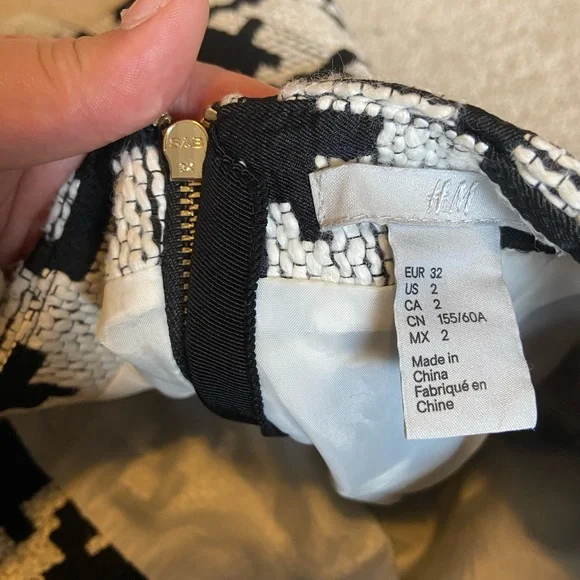 H&M
EUR 32
US 2
CA 2
CN 155/60A
MX 2
Made in
China
Fabriqué en
Chine